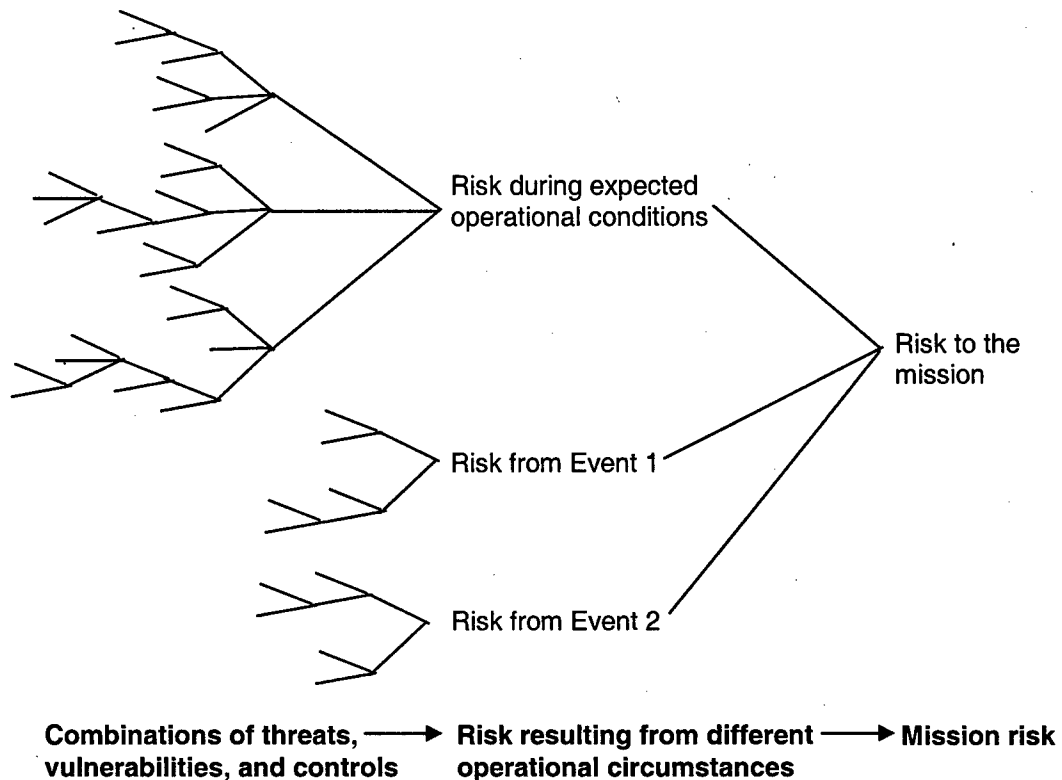 Risk during expected
operational conditions
Risk to the
mission
Risk from Event 1
Risk from Event 2
Combinations of threats,
vulnerabilities, and controls
Risk resulting from different
operational circumstances
Mission risk